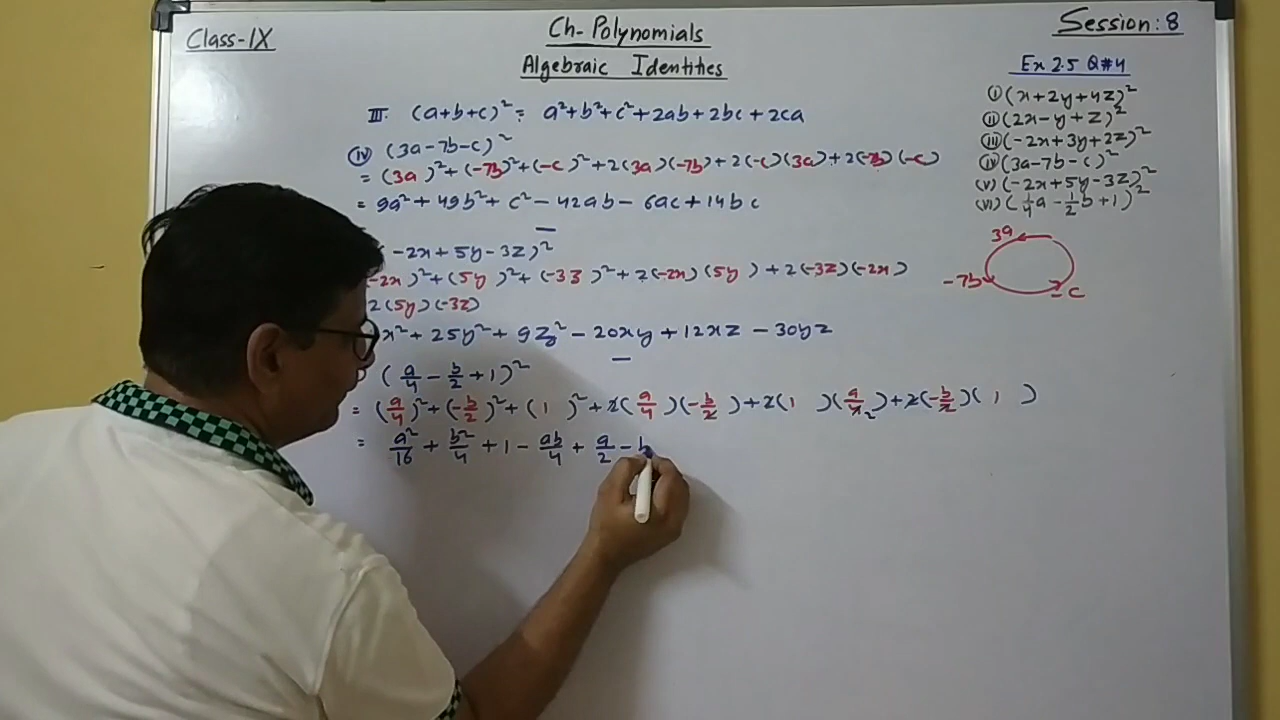 Class-IX
Ch- Polynomials
Algebraic Identities
Session: 8
III. (a+b+c)² = a²+b²+c²+2ab+2bc+2ca
(iv) (3a-7b-c)²
= (3a)²+(-7b)²+(-c)²+2(3a)(-7b)+2(-c)(3a)+2(-7b)(-c)
= 9a²+49b²+c²-42ab-6ac+14bc
-2x+5y-3z)²
-2x)²+(5y)²+(-3z)²+2(-2x)(5y)+2(-3z)(-2x)
2(5y)(-3z)
x²+25y²+9z²-20xy+12xz-30yz
(a/4-b/2+1)²
= (a/4)²+(-b/2)²+(1)²+2(a/4)(-b/2)+2(1)(a/4 2)+2(-b/2)(1)
= a²/16+b²/4+1-ab/4+a/2-b
Ex 2.5 Q#4
(i) (x+2y+4z)²
(ii) (2x-y+z)²
(iii) (-2x+3y+2z)²
(iv) (3a-7b-c)²
(v) (-2x+5y-3z)²
(vi) (1/4a-1/2b+1)²
3a
-7b
-c